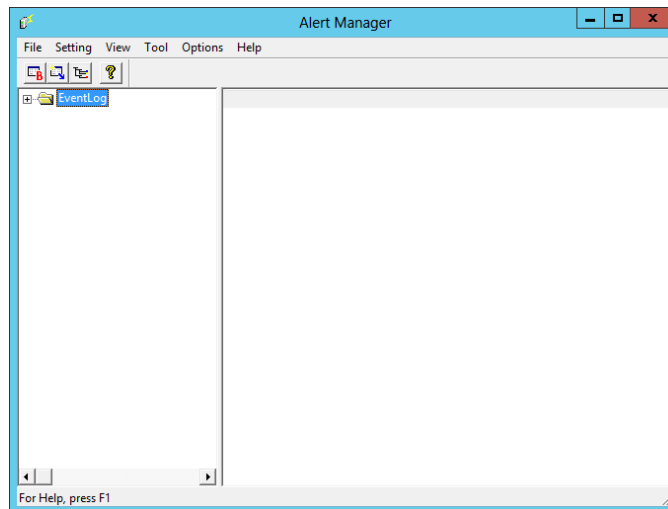 Alert Manager
File Setting View Tool Options Help
EventLog
For Help, press F1